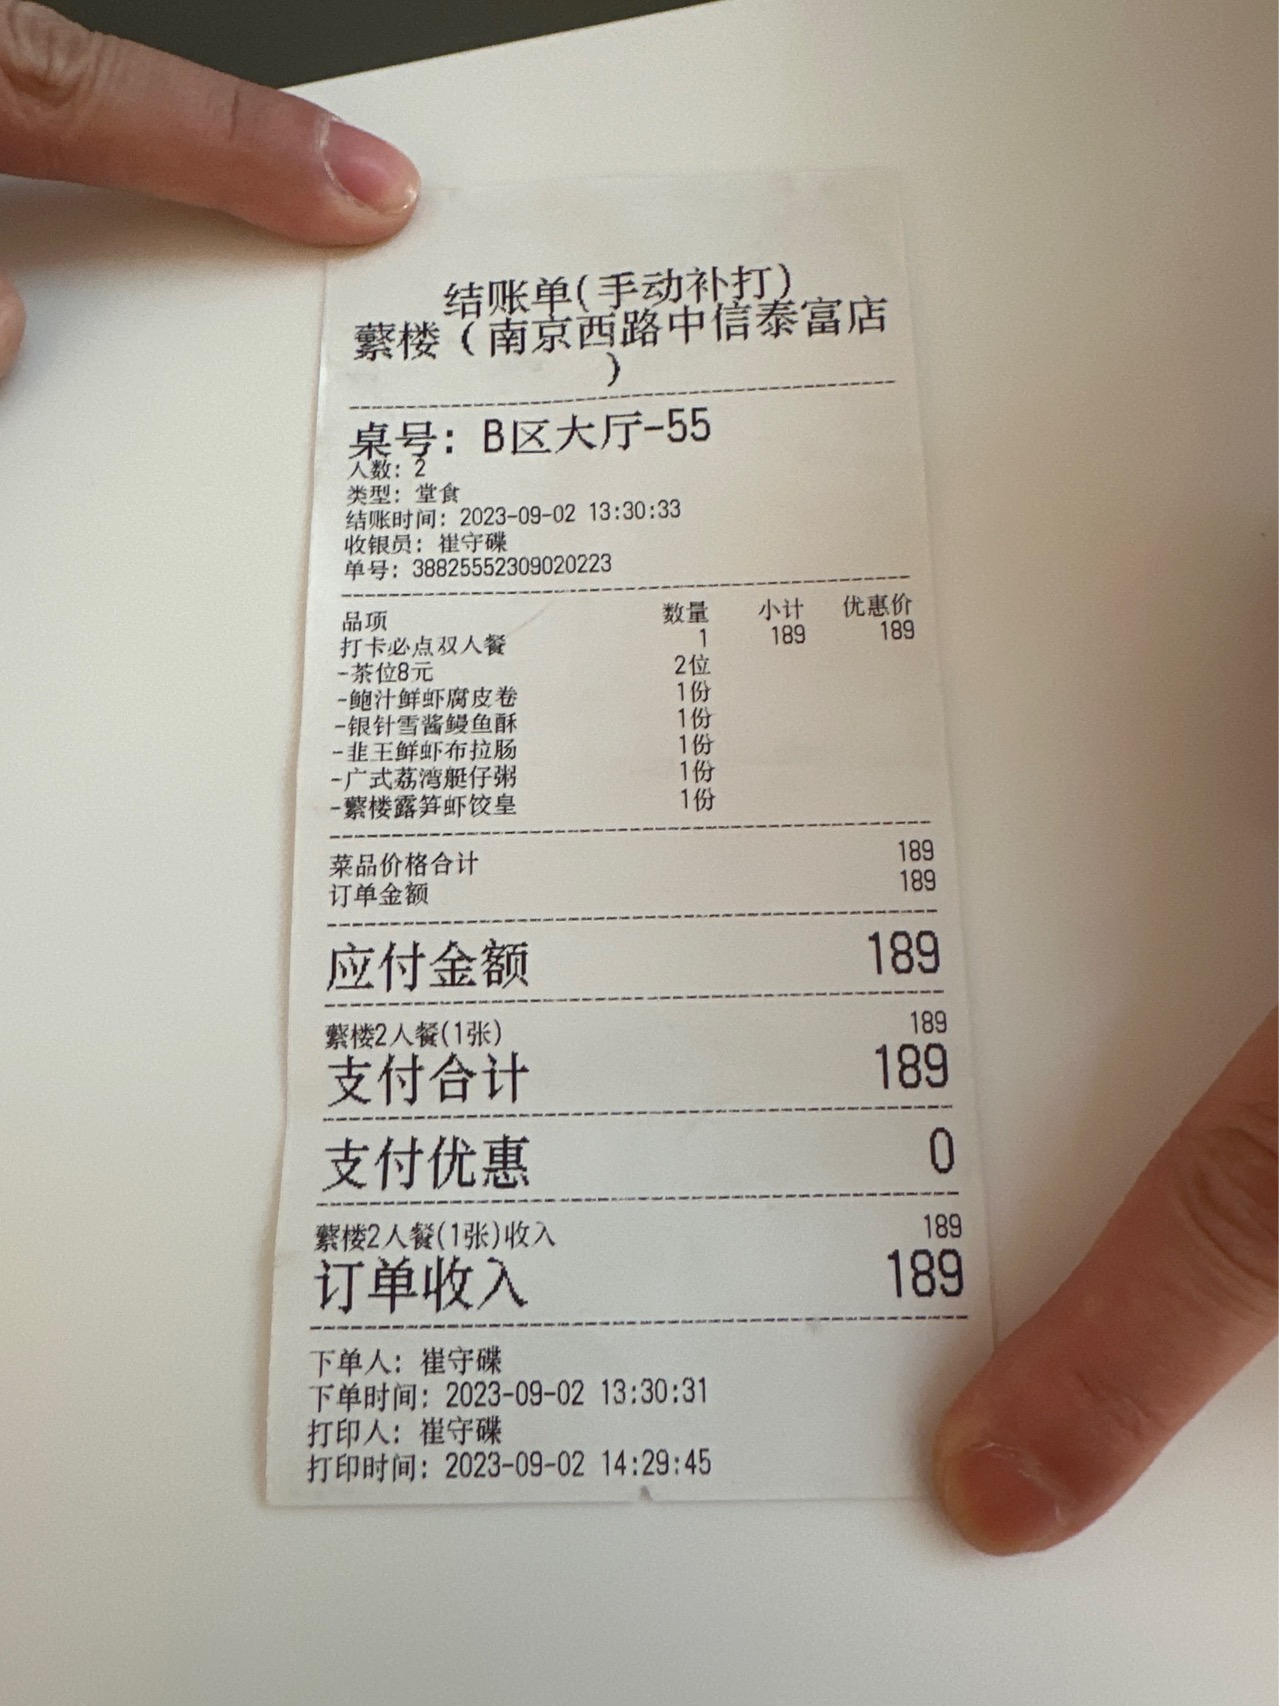 结账单(手动补打)
蘩楼（南京西路中信泰富店
）
桌号: B区大厅-55
人数: 2
类型: 堂食
结账时间: 2023-09-02 13:30:33
收银员: 崔守碟
单号: 38825552309020223
品项 数量 小计 优惠价
打卡必点双人餐 1 189 189
-茶位8元 2位
-鲍汁鲜虾腐皮卷 1份
-银针雪酱鳗鱼酥 1份
-韭王鲜虾布拉肠 1份
-广式荔湾艇仔粥 1份
-蘩楼露笋虾饺皇 1份
菜品价格合计 189
订单金额 189
应付金额 189
蘩楼2人餐(1张) 189
支付合计 189
支付优惠 0
蘩楼2人餐(1张)收入 189
订单收入 189
下单人: 崔守碟
下单时间: 2023-09-02 13:30:31
打印人: 崔守碟
打印时间: 2023-09-02 14:29:45